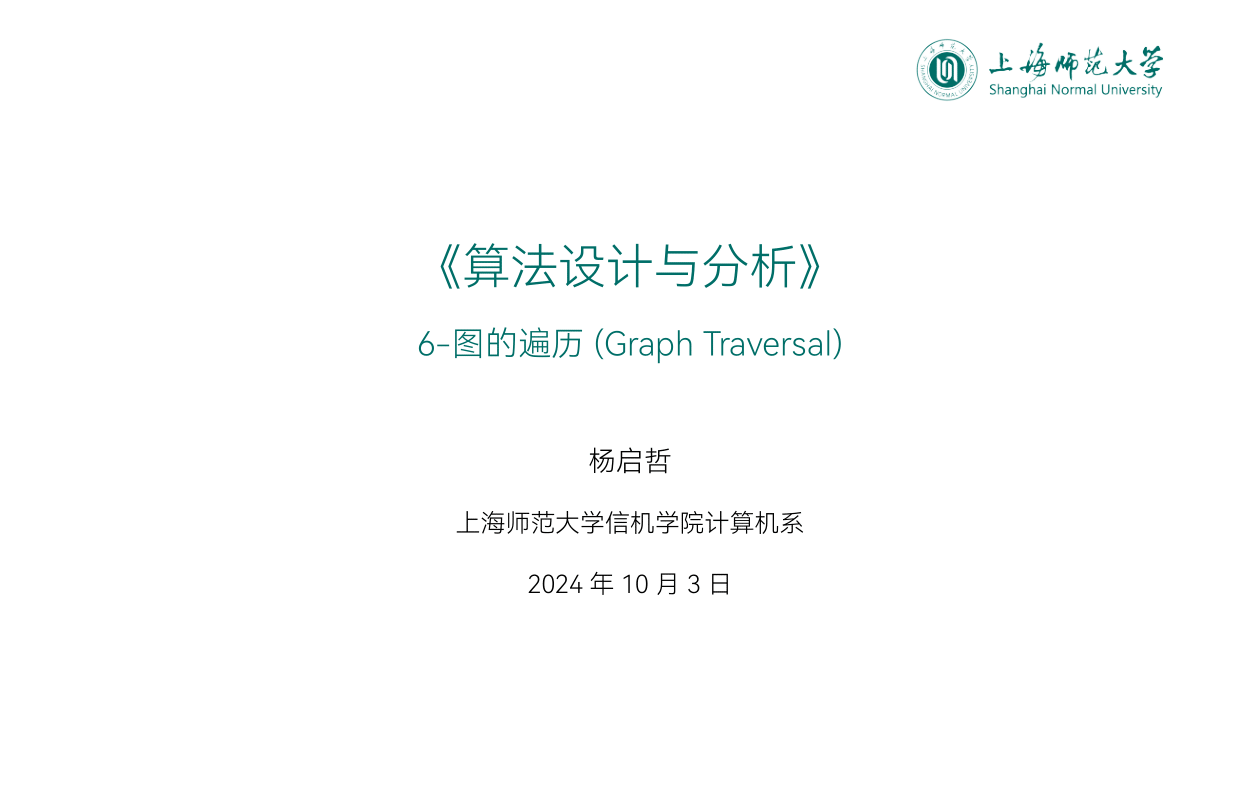 上海师范大学
Shanghai Normal University
《算法设计与分析》
6-图的遍历 (Graph Traversal)
杨启哲
上海师范大学信机学院计算机系
2024 年 10 月 3 日